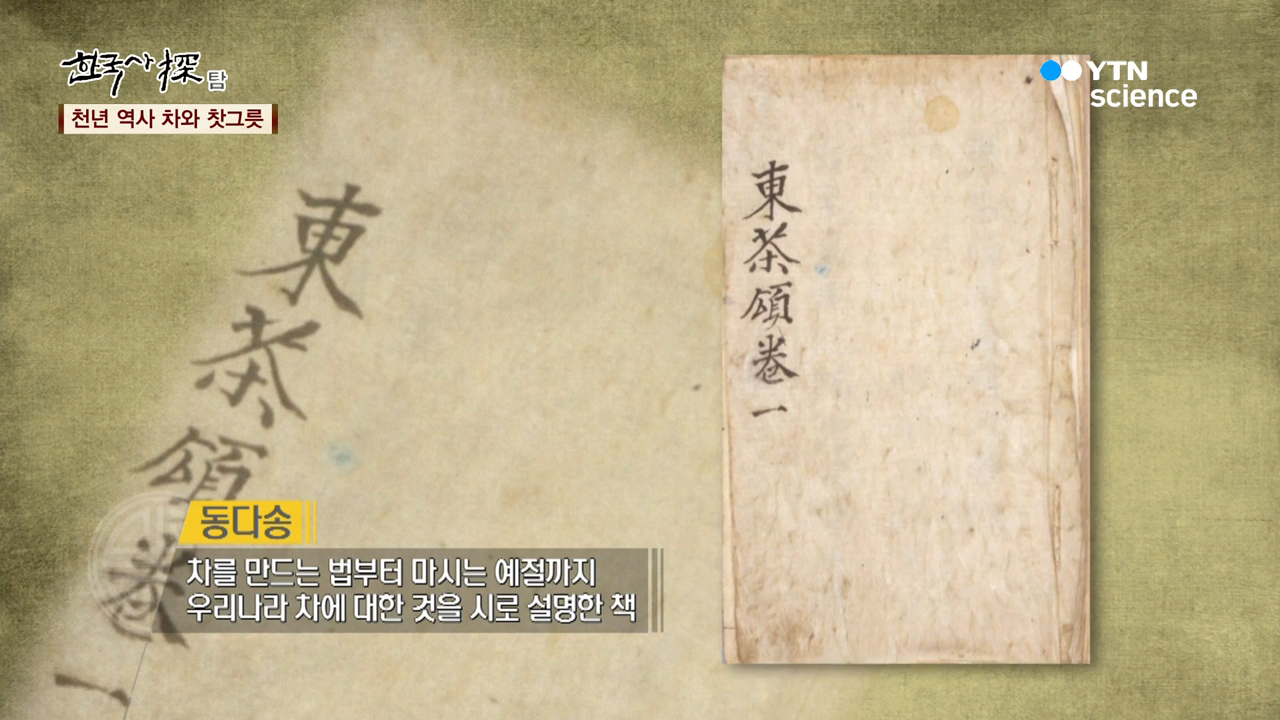 한국사 探 탐
천년 역사 차와 찻그릇
YTN
science
東茶頌卷一
東茶頌卷一
동다송
차를 만드는 법부터 마시는 예절까지
우리나라 차에 대한 것을 시로 설명한 책